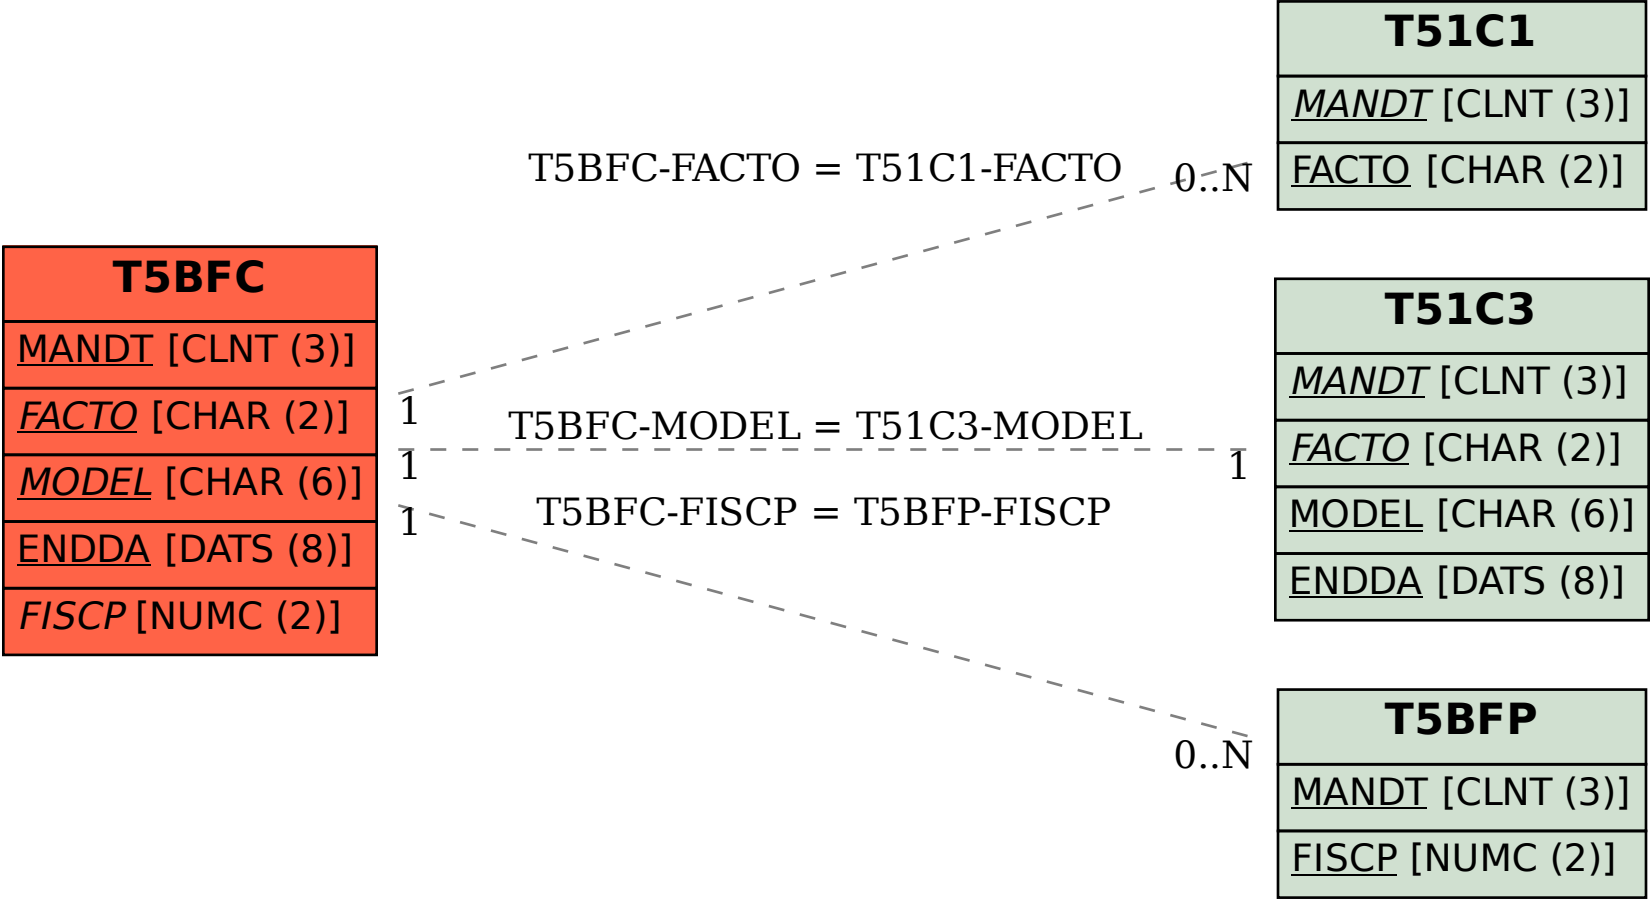 T51C1
MANDT [CLNT (3)]
FACTO [CHAR (2)]
T5BFC-FACTO = T51C1-FACTO
0..N
T5BFC
MANDT [CLNT (3)]
FACTO [CHAR (2)]
MODEL [CHAR (6)]
ENDDA [DATS (8)]
FISCP [NUMC (2)]
1
T5BFC-MODEL = T51C3-MODEL
1
1
T5BFC-FISCP = T5BFP-FISCP
1
0..N
T51C3
MANDT [CLNT (3)]
FACTO [CHAR (2)]
MODEL [CHAR (6)]
ENDDA [DATS (8)]
T5BFP
MANDT [CLNT (3)]
FISCP [NUMC (2)]